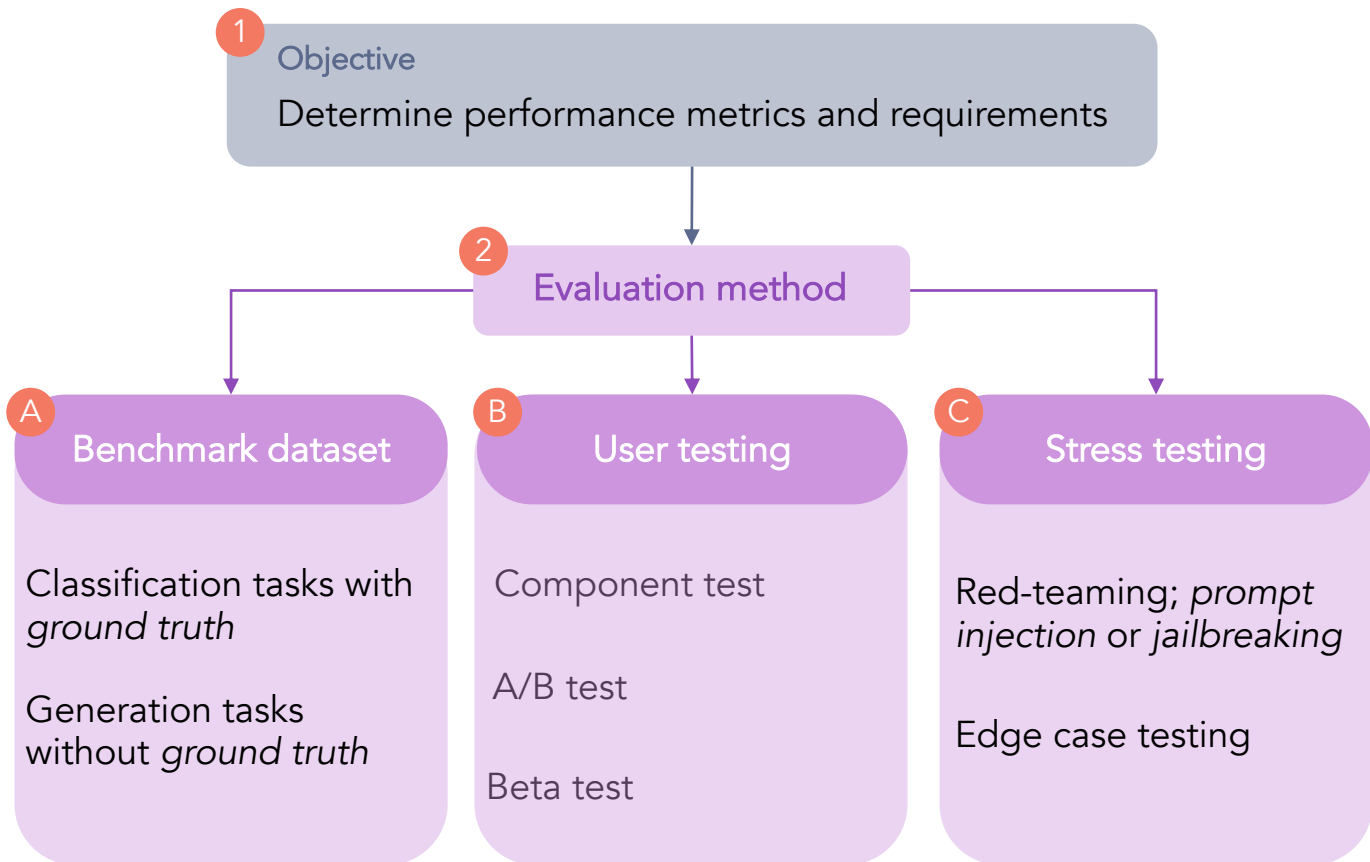 1
Objective
Determine performance metrics and requirements
2
Evaluation method
A
Benchmark dataset
Classification tasks with
ground truth
Generation tasks
without ground truth
B
User testing
Component test
A/B test
Beta test
C
Stress testing
Red-teaming; prompt
injection or jailbreaking
Edge case testing